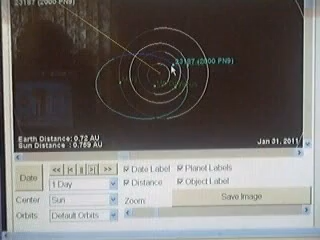 23187 (2000 PN9)
23187 (2000 PN9)
Earth Distance: 0.72 AU
Sun Distance : 0.759 AU
Jan 31, 2011
Date
<< |< || >| >>
1 Day
Date Label
Planet Labels
Distance
Object Label
Center
Sun
Zoom:
Save Image
Orbits:
Default Orbits